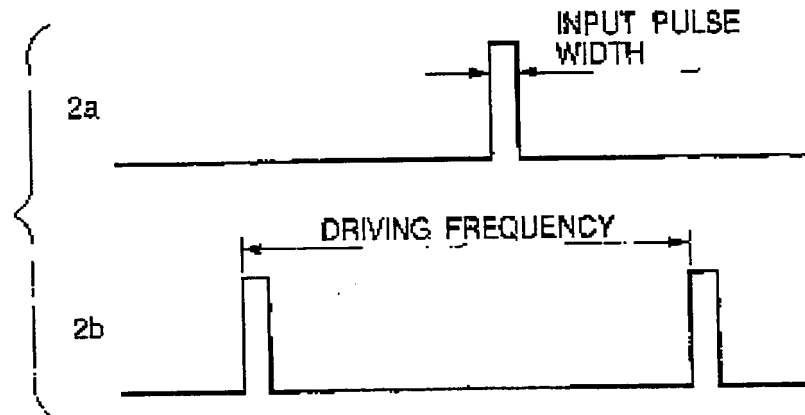 INPUT PULSE
WIDTH
2a
DRIVING FREQUENCY
2b